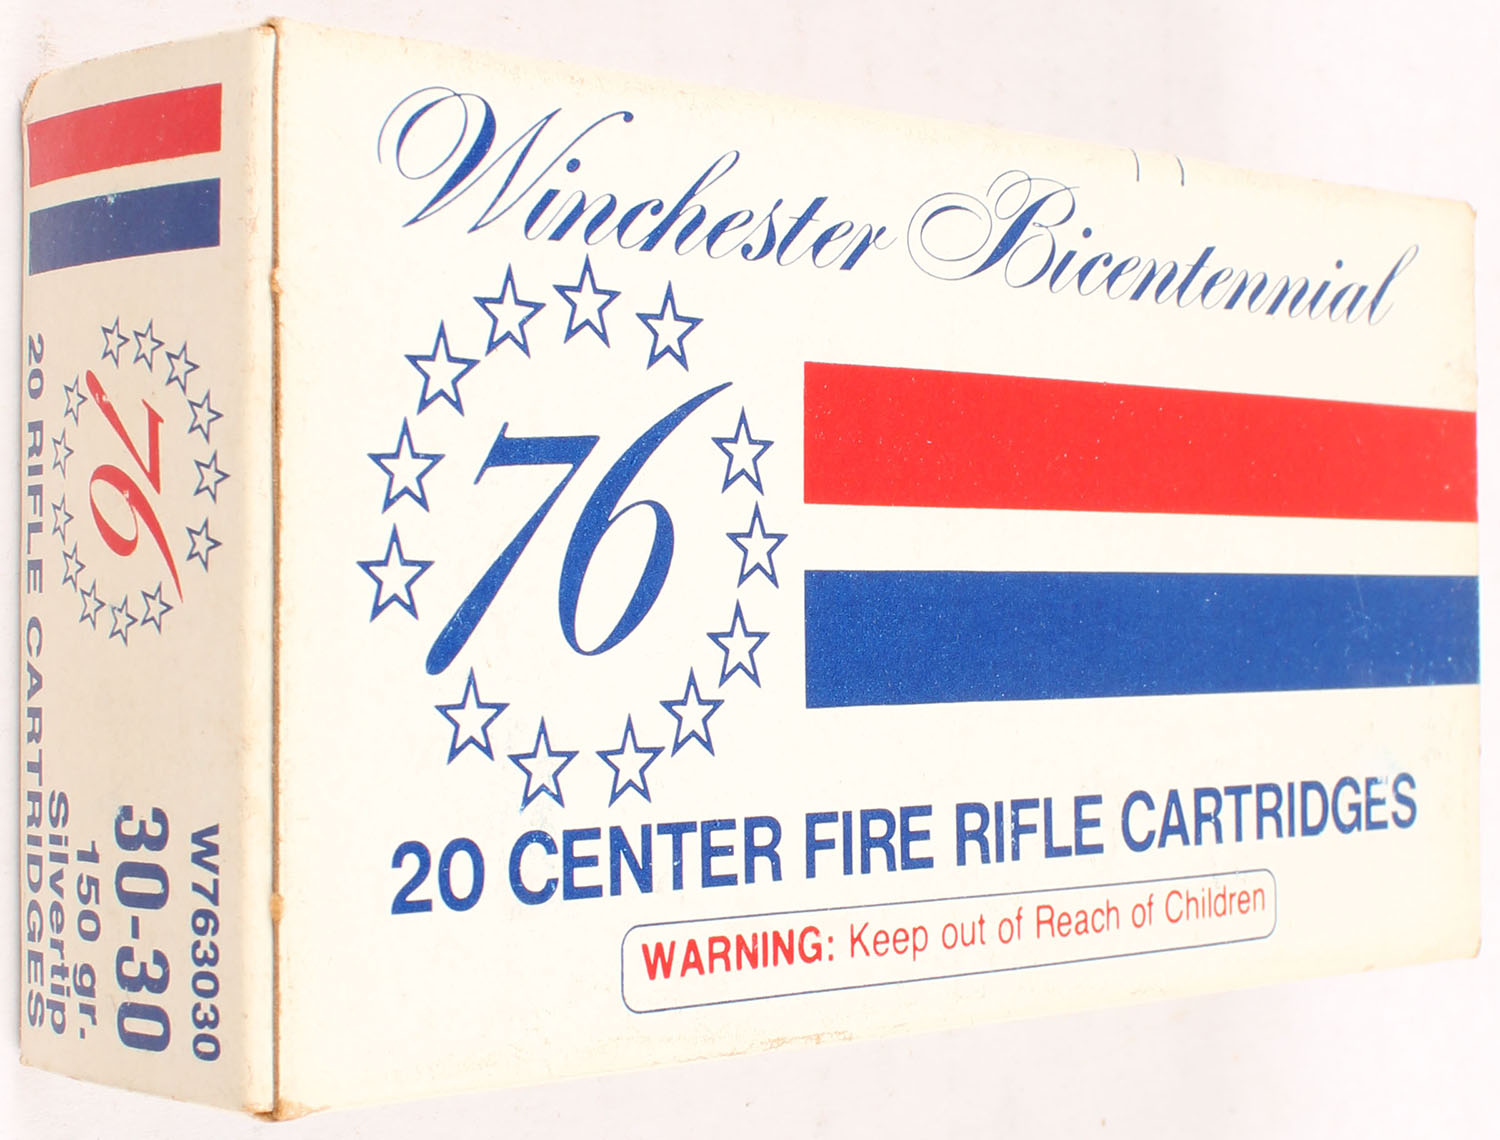 Winchester Bicentennial
76
20 CENTER FIRE RIFLE CARTRIDGES
WARNING: Keep out of Reach of Children
76
W763030
30-30
150 gr.
Silvertip
20 RIFLE CARTRIDGES